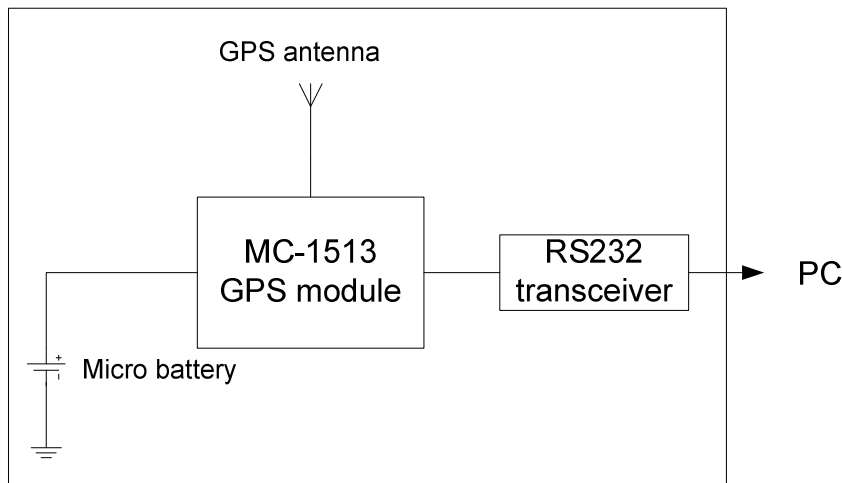 GPS antenna
MC-1513
GPS module
RS232
transceiver
PC
+
-
Micro battery